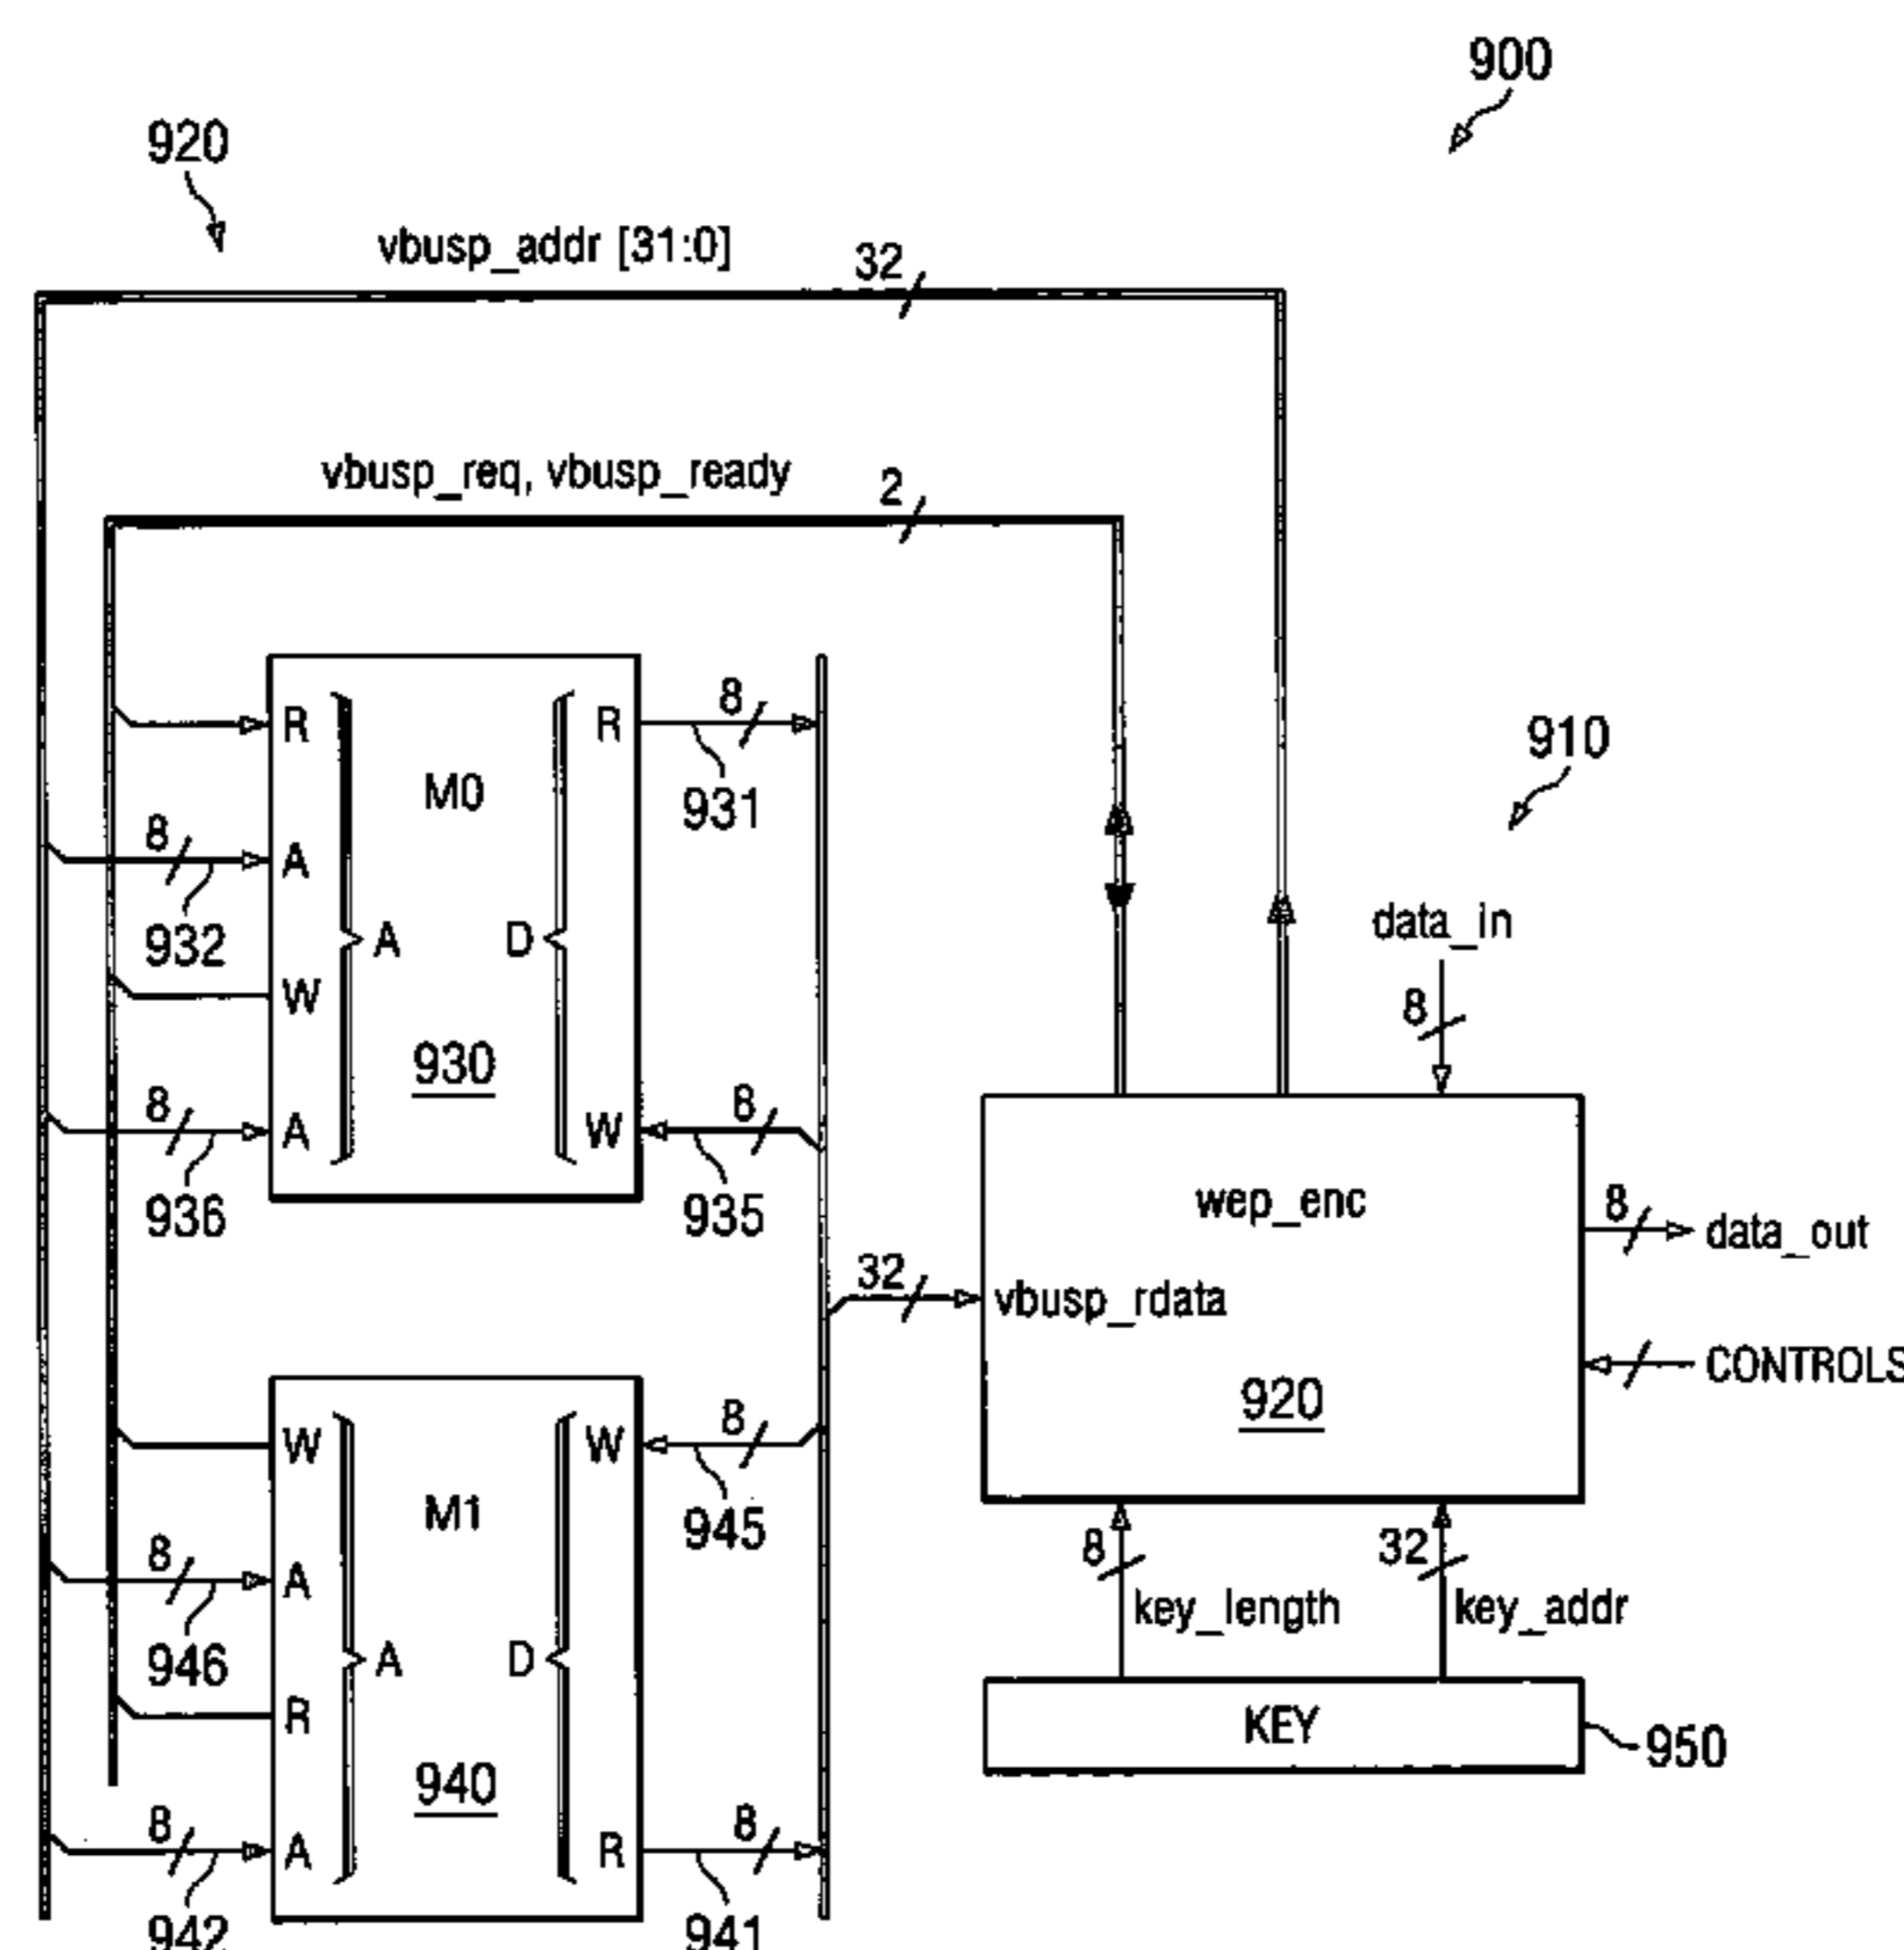 900
920
vbusp_addr [31:0]
32
vbusp_req, vbusp_ready
2
R
R
8
931
M0
910
8
A
932
A
D
data_in
8
W
930
8
A
936
8
W
935
wep_enc
8
data_out
32
vbusp_rdata
CONTROLS
920
W
W
8
945
M1
8
A
946
A
D
8
key_length
32
key_addr
R
940
KEY
950
8
A
942
R
8
941